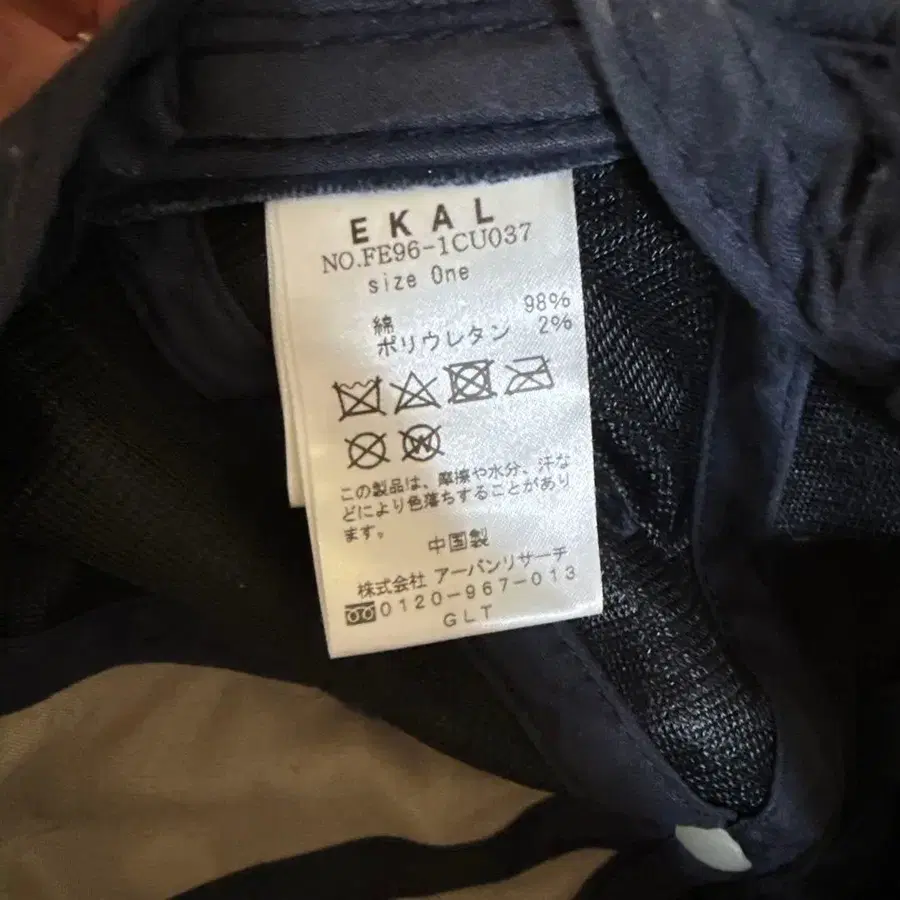 EKAL
NO.FE96-1CU037
size One
綿 98%
ポリウレタン 2%
この製品は、摩擦や水分、汗な
どにより色落ちすることがあり
ます。
中国製
株式会社 アーバンリサーチ
0120-967-013
GLT